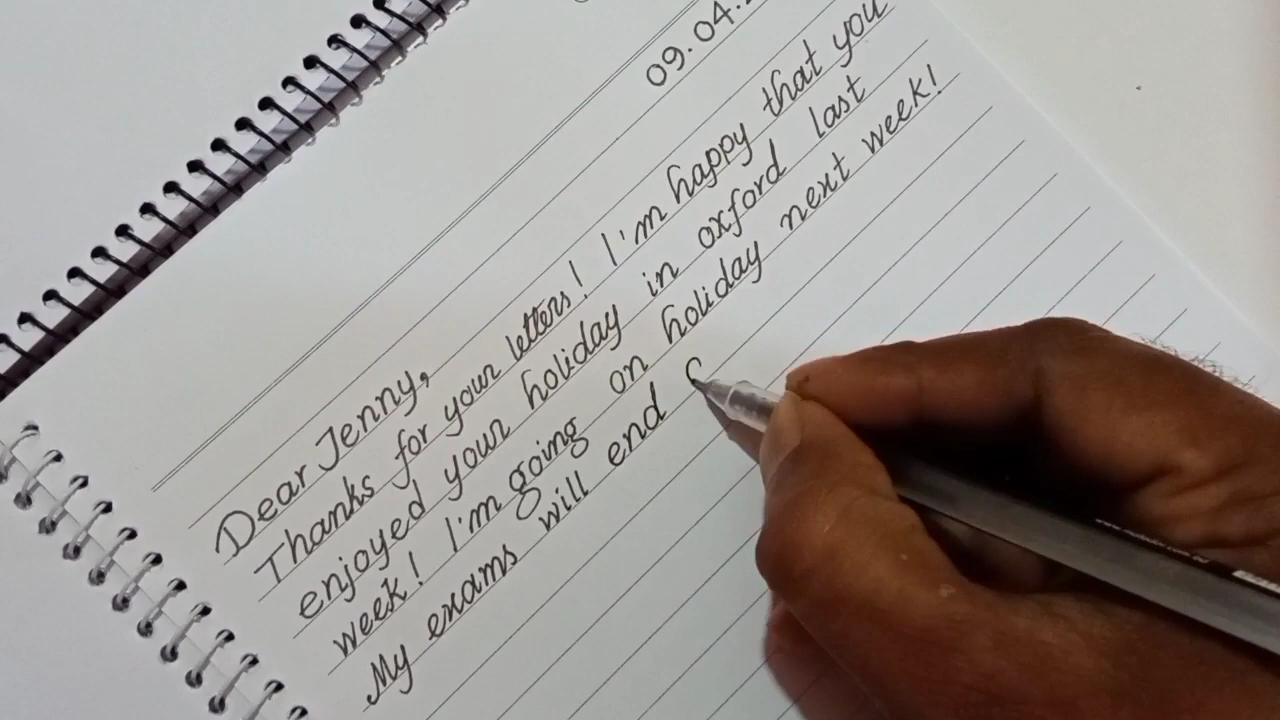 09.04.
Dear Jenny,
Thanks for your letters! I'm happy that you
enjoyed your holiday in oxford last
week! I'm going on holiday next week!
My exams will end